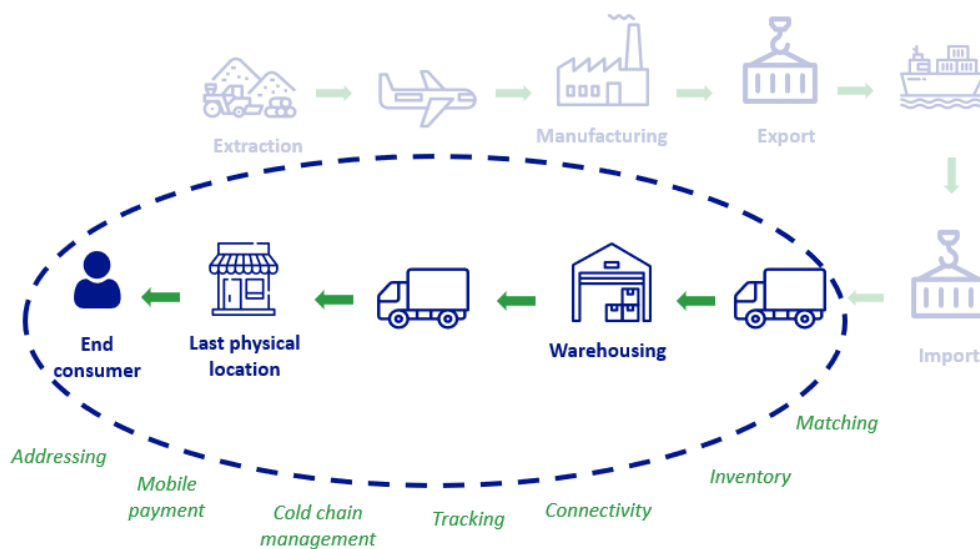 Extraction
Manufacturing
Export
Import
End
consumer
Last physical
location
Warehousing
Matching
Addressing
Mobile
payment
Cold chain
management
Tracking
Connectivity
Inventory